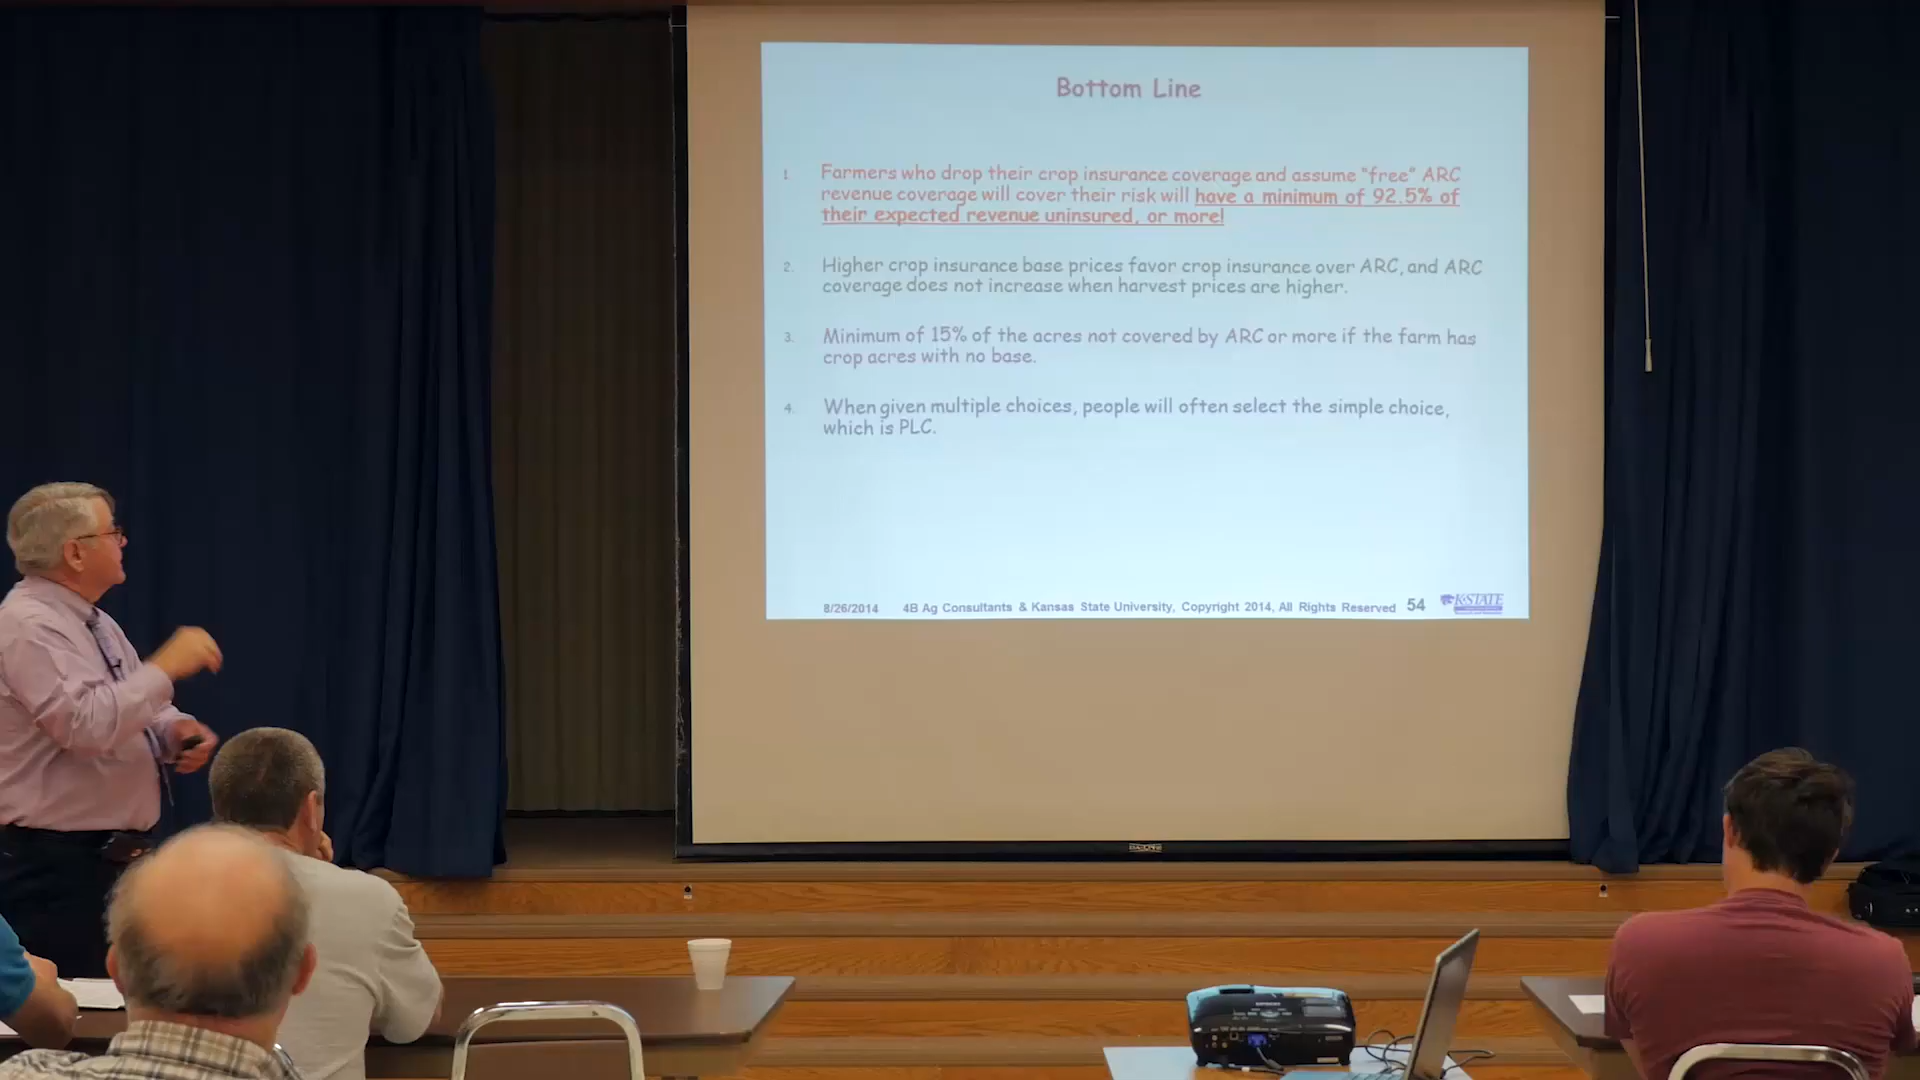 Bottom Line
1. Farmers who drop their crop insurance coverage and assume "free" ARC
revenue coverage will cover their risk will have a minimum of 92.5% of
their expected revenue uninsured, or more!
2. Higher crop insurance base prices favor crop insurance over ARC, and ARC
coverage does not increase when harvest prices are higher.
3. Minimum of 15% of the acres not covered by ARC or more if the farm has
crop acres with no base.
4. When given multiple choices, people will often select the simple choice,
which is PLC.
8/26/2014 4B Ag Consultants & Kansas State University, Copyright 2014, All Rights Reserved 54 K-STATE